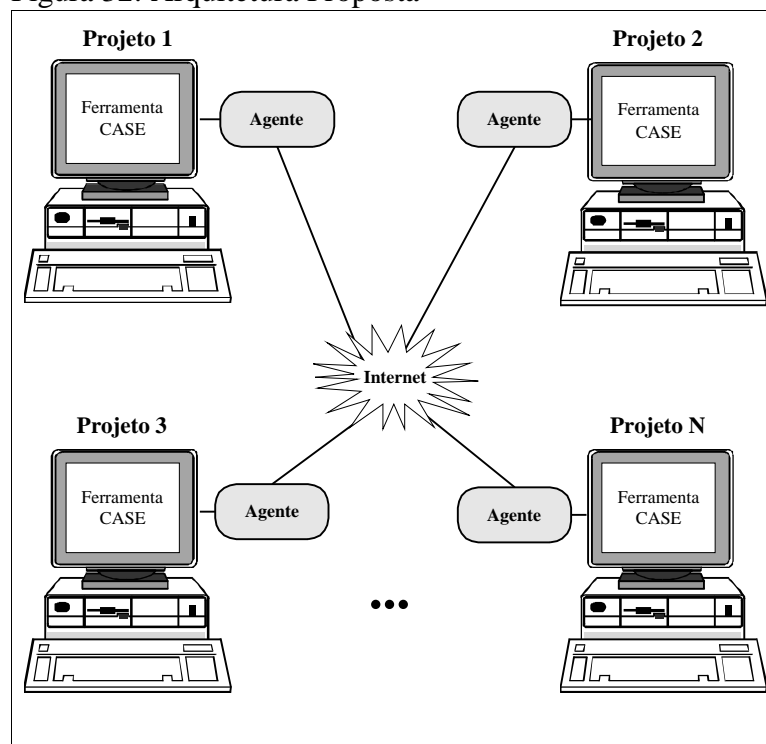 Figura 32: Arquitetura Proposta
Projeto 1
Projeto 2
Ferramenta
CASE
Agente
Agente
Ferramenta
CASE
Internet
Projeto 3
Projeto N
Ferramenta
CASE
Agente
Agente
Ferramenta
CASE
...